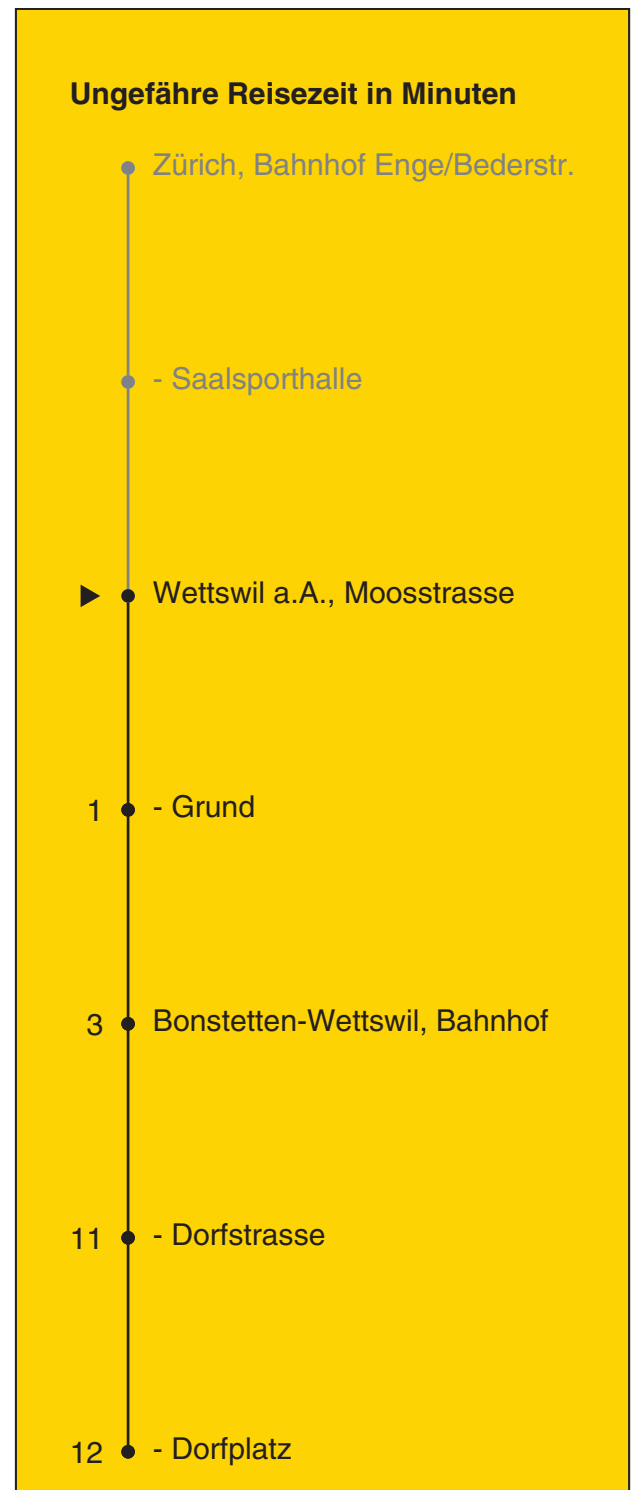 Ungefähre Reisezeit in Minuten
Zürich, Bahnhof Enge/Bederstr.
- Saalsporthalle
Wettswil a.A., Moosstrasse
1 - Grund
3 Bonstetten-Wettswil, Bahnhof
11 - Dorfstrasse
12 - Dorfplatz